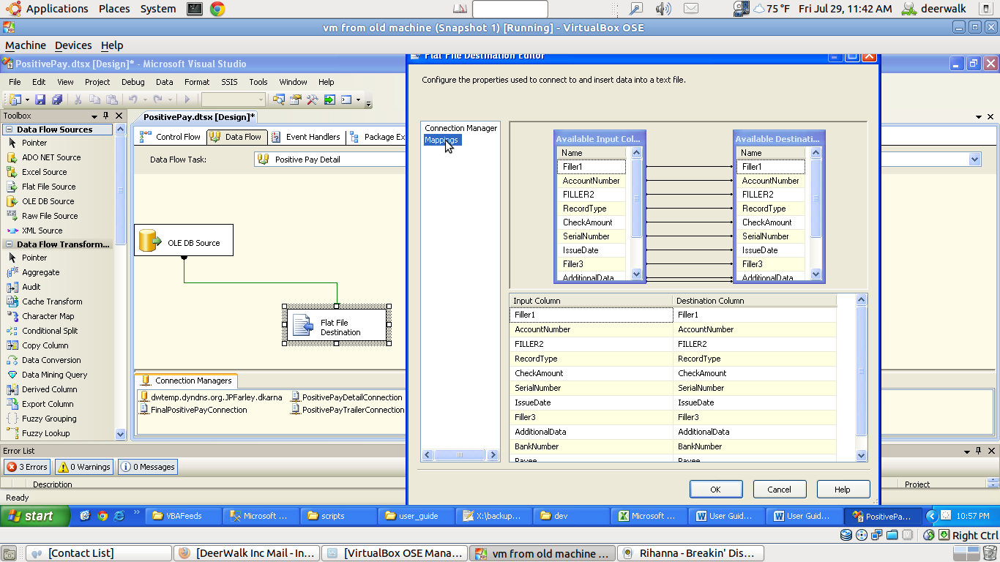 Applications Places System 75 °F Fri Jul 29, 11:42 AM deerwalk
vm from old machine (Snapshot 1) [Running] - VirtualBox OSE
Machine Devices Help
PositivePay.dtsx [Design]* - Microsoft Visual Studio
Flat File Destination Editor
File Edit View Project Debug Data Format SSIS Tools Window Help
Configure the properties used to connect to and insert data into a text file.
Toolbox
PositivePay.dtsx [Design]*
Data Flow Sources
Pointer
ADO NET Source
Excel Source
Flat File Source
OLE DB Source
Raw File Source
XML Source
Data Flow Transform...
Pointer
Aggregate
Audit
Cache Transform
Character Map
Conditional Split
Copy Column
Data Conversion
Data Mining Query
Derived Column
Export Column
Fuzzy Grouping
Fuzzy Lookup
Control Flow Data Flow Event Handlers Package Ex
Data Flow Task: Positive Pay Detail
OLE DB Source
Flat File
Destination
Connection Managers
dwtemp.dyndns.org.JPFarley.dkarna PositivePayDetailConnection
FinalPositivePayConnection PositivePayTrailerConnection
Connection Manager
Mappings
Available Input Col...
Name
Filler1
AccountNumber
FILLER2
RecordType
CheckAmount
SerialNumber
IssueDate
Filler3
AdditionalData
Available Destinati...
Name
Filler1
AccountNumber
FILLER2
RecordType
CheckAmount
SerialNumber
IssueDate
Filler3
AdditionalData
Input Column Destination Column
Filler1 Filler1
AccountNumber AccountNumber
FILLER2 FILLER2
RecordType RecordType
CheckAmount CheckAmount
SerialNumber SerialNumber
IssueDate IssueDate
Filler3 Filler3
AdditionalData AdditionalData
BankNumber BankNumber
Payee Payee
OK Cancel Help
Error List
3 Errors 0 Warnings 0 Messages
Description Project
Ready
start VBAFeeds Microsoft ... scripts user_guide X:\backup... dev Microsoft ... User Guid... User Guid... PositivePa... 10:57 PM
Right Ctrl
[Contact List] [DeerWalk Inc Mail - In... [VirtualBox OSE Mana... vm from old machine ... Rihanna - Breakin' Dis...